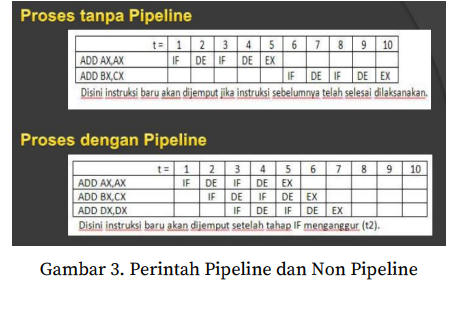 Proses tanpa Pipeline
t= 1 2 3 4 5 6 7 8 9 10
ADD AX,AX IF DE IF DE EX
ADD BX,CX IF DE IF DE EX
Disini instruksi baru akan dijemput jika instruksi sebelumnya telah selesai dilaksanakan.
Proses dengan Pipeline
t= 1 2 3 4 5 6 7 8 9 10
ADD AX,AX IF DE IF DE EX
ADD BX,CX IF DE IF DE EX
ADD DX,DX IF DE IF DE EX
Disini instruksi baru akan dijemput setelah tahap IF menganggur (t2).
Gambar 3. Perintah Pipeline dan Non Pipeline